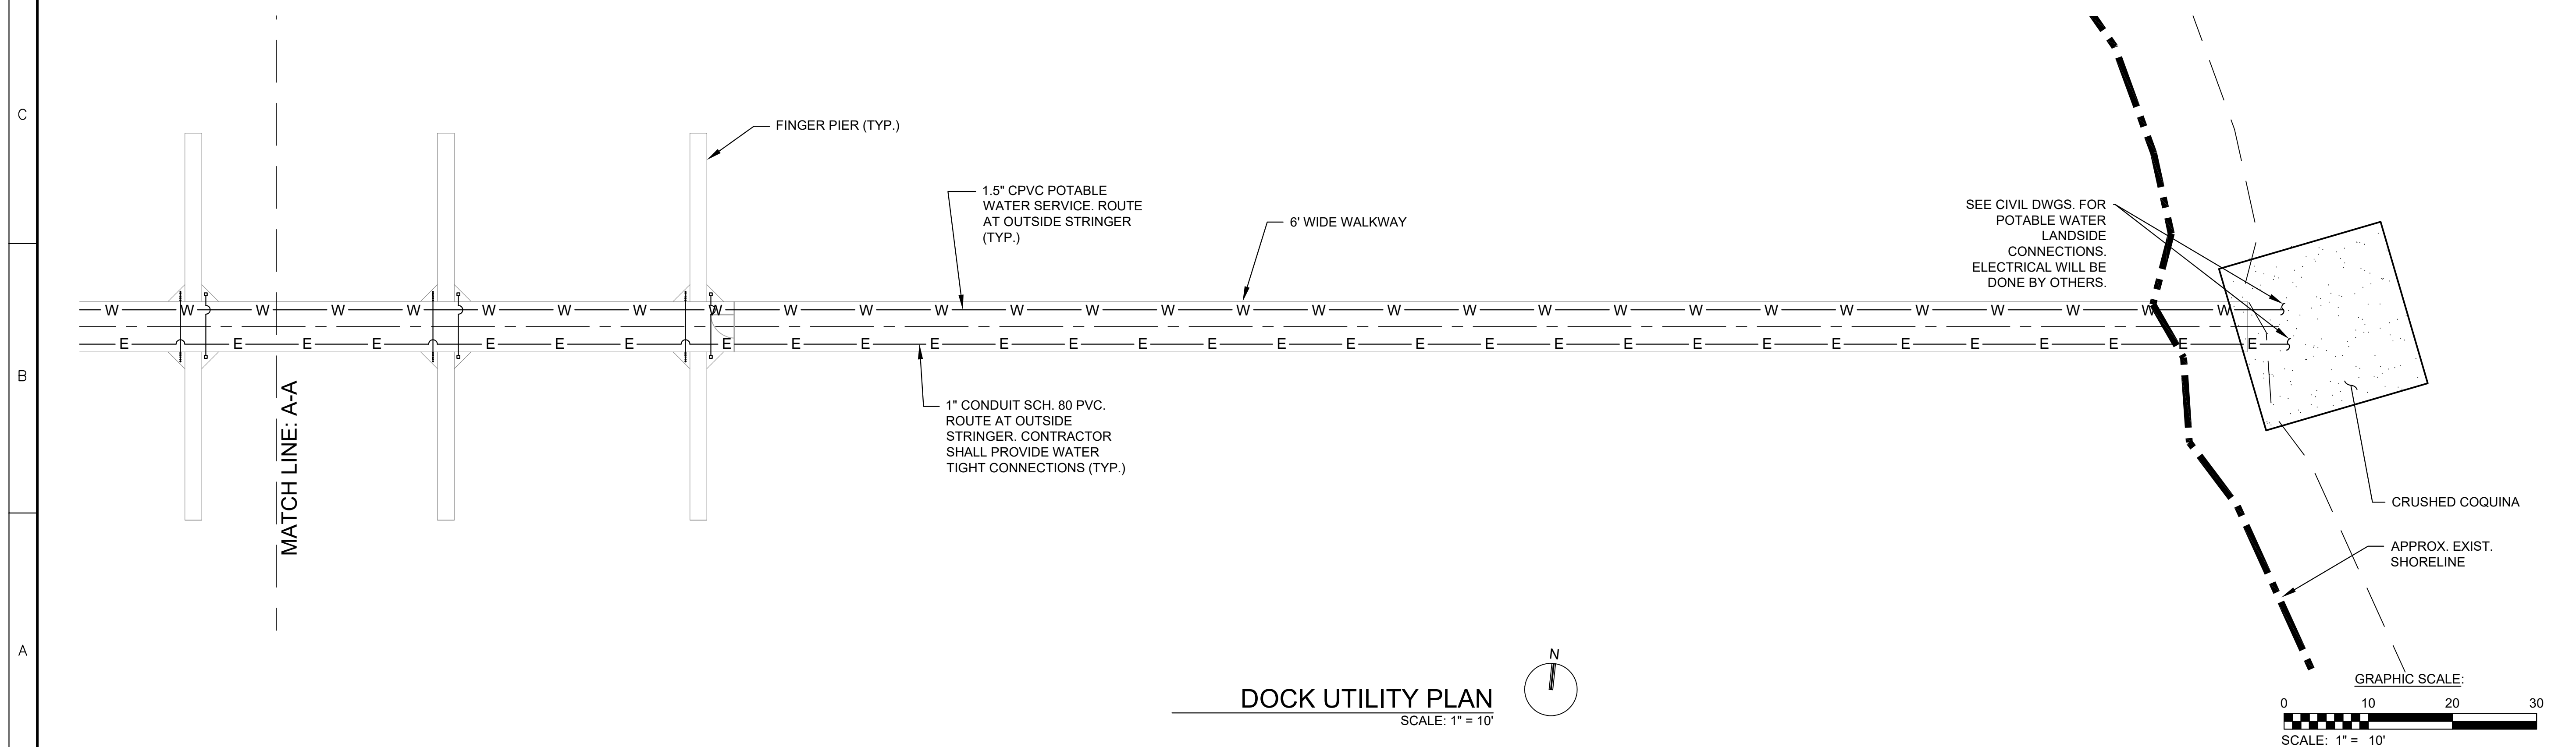 C
B
A
FINGER PIER (TYP.)
1.5" CPVC POTABLE
WATER SERVICE. ROUTE
AT OUTSIDE STRINGER
(TYP.)
6' WIDE WALKWAY
SEE CIVIL DWGS. FOR
POTABLE WATER
LANDSIDE
CONNECTIONS.
ELECTRICAL WILL BE
DONE BY OTHERS.
W W W W W W W W W W W W W W W W W W W W W W W W W W W W W
E E E E E E E E E E E E E E E E E E E E E E E E E E E E E E
MATCH LINE: A-A
1" CONDUIT SCH. 80 PVC.
ROUTE AT OUTSIDE
STRINGER. CONTRACTOR
SHALL PROVIDE WATER
TIGHT CONNECTIONS (TYP.)
CRUSHED COQUINA
APPROX. EXIST.
SHORELINE
N
DOCK UTILITY PLAN
SCALE: 1" = 10'
GRAPHIC SCALE:
0 10 20 30
SCALE: 1" = 10'